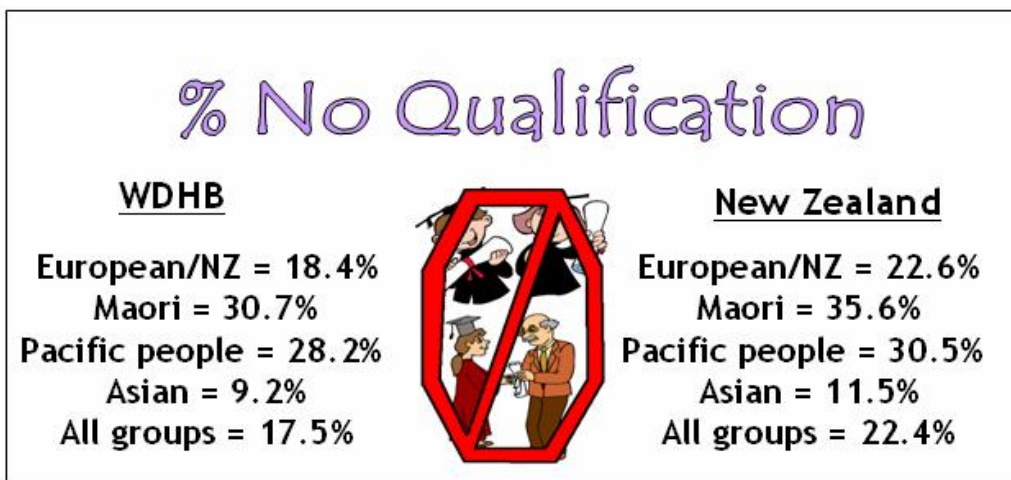 % No Qualification
WDHB
European/NZ = 18.4%
Maori = 30.7%
Pacific people = 28.2%
Asian = 9.2%
All groups = 17.5%
New Zealand
European/NZ = 22.6%
Maori = 35.6%
Pacific people = 30.5%
Asian = 11.5%
All groups = 22.4%